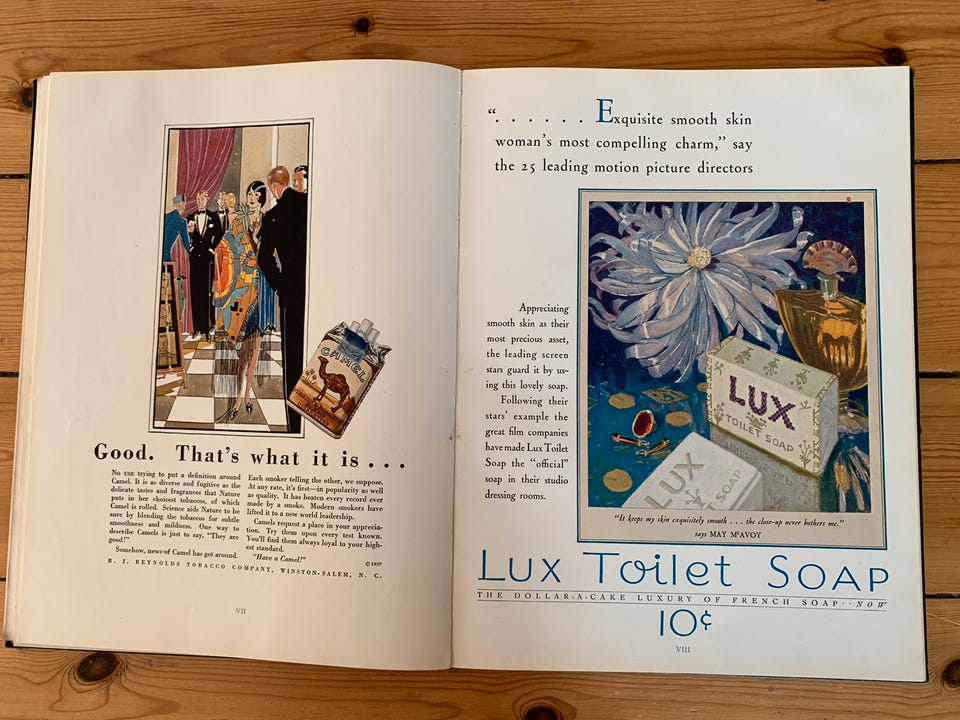 CAMEL
Good. That's what it is . . .
No use trying to put a definition around
Camel. It is as diverse and fugitive as the
delicate tastes and fragrances that Nature
puts in her choicest tobaccos, of which
Camel is rolled. Science aids Nature to be
sure by blending the tobaccos for subtle
smoothness and mildness. One way to
describe Camels is just to say, "They are
good!"
Somehow, news of Camel has got around.
Each smoker telling the other, we suppose.
At any rate, it's first—in popularity as well
as quality. It has beaten every record ever
made by a smoke. Modern smokers have
lifted it to a new world leadership.
Camels request a place in your apprecia-
tion. Try them upon every test known.
You'll find them always loyal to your high-
est standard.
"Have a Camel!"
© 1927
R. J. REYNOLDS TOBACCO COMPANY, WINSTON-SALEM, N. C.
VII
". . . . . . Exquisite smooth skin
woman's most compelling charm," say
the 25 leading motion picture directors
Appreciating
smooth skin as their
most precious asset,
the leading screen
stars guard it by us-
ing this lovely soap.
Following their
stars' example the
great film companies
have made Lux Toilet
Soap the "official"
soap in their studio
dressing rooms.
LUX
TOILET SOAP
LUX
TOILET SOAP
"It keeps my skin exquisitely smooth . . . the close-up never bothers me."
says MAY McAVOY
LUX Toilet SOAP
THE DOLLAR-A-CAKE LUXURY OF FRENCH SOAP · · NOW
10¢
VIII